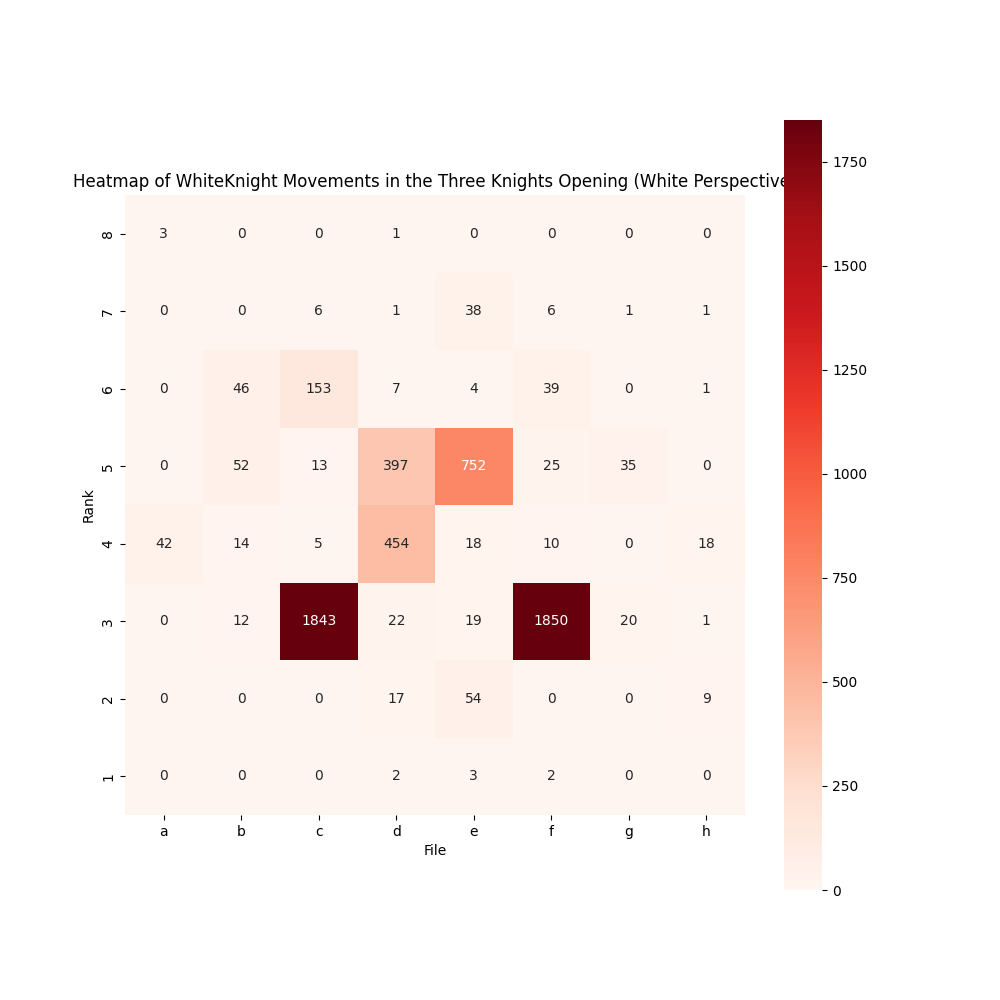 Heatmap of WhiteKnight Movements in the Three Knights Opening (White Perspective
8 3 0 0 1 0 0 0 0
7 0 0 6 1 38 6 1 1
6 0 46 153 7 4 39 0 1
5 0 52 13 397 752 25 35 0
Rank
4 42 14 5 454 18 10 0 18
3 0 12 1843 22 19 1850 20 1
2 0 0 0 17 54 0 0 9
1 0 0 0 2 3 2 0 0
a b c d e f g h
File
1750
1500
1250
1000
750
500
250
0